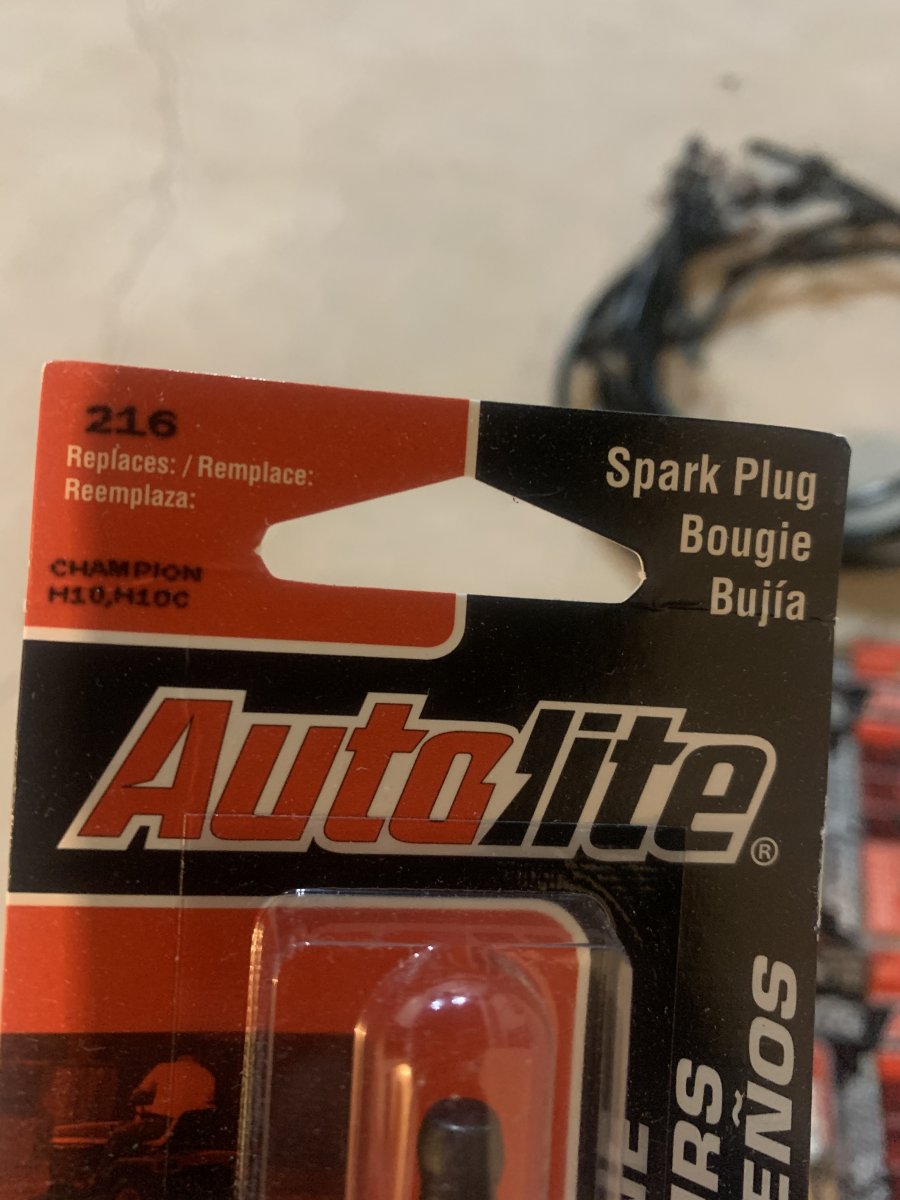 216
Replaces: / Remplace:
Reemplaza:
CHAMPION
H10,H10C
Spark Plug
Bougie
Bujía
Autolite®